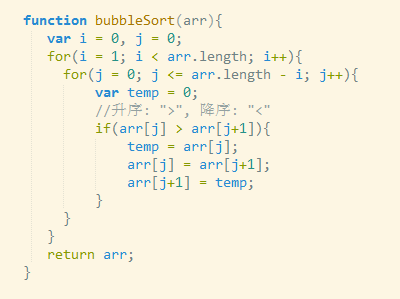 function bubbleSort(arr){
var i = 0, j = 0;
for(i = 1; i < arr.length; i++){
for(j = 0; j <= arr.length - i; j++){
var temp = 0;
//升序: ">", 降序: "<"
if(arr[j] > arr[j+1]){
temp = arr[j];
arr[j] = arr[j+1];
arr[j+1] = temp;
}
}
}
return arr;
}